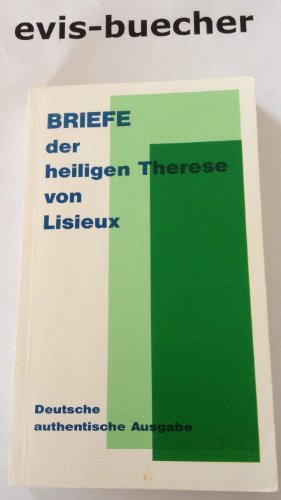 evis-buecher
BRIEFE
der
heiligen Therese
von
Lisieux
Deutsche
authentische Ausgabe